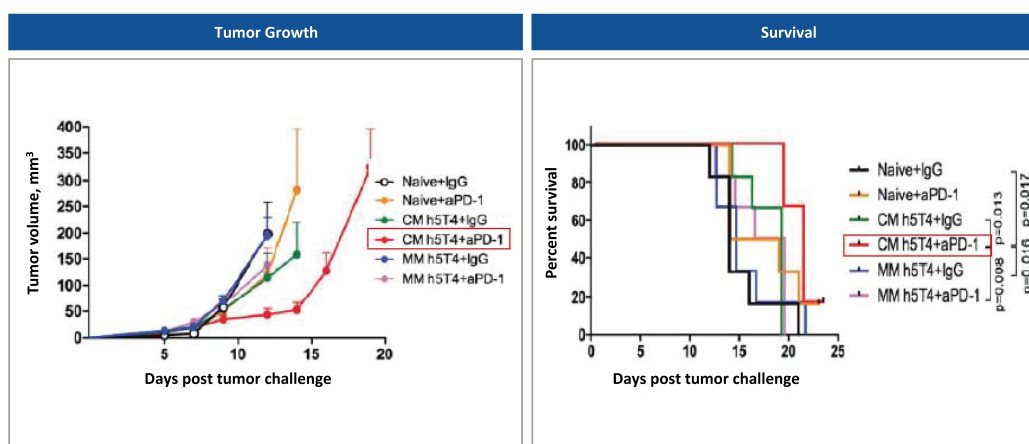 Tumor Growth
Survival
Tumor volume, mm³
400
350
300
250
200
150
100
50
0
5
10
15
20
Days post tumor challenge
Naive+IgG
Naive+aPD-1
CM h5T4+IgG
CM h5T4+aPD-1
MM h5T4+IgG
MM h5T4+aPD-1
Percent survival
100
80
60
40
20
0
0
5
10
15
20
25
Days post tumor challenge
Naive+IgG
Naive+aPD-1
CM h5T4+IgG
CM h5T4+aPD-1
MM h5T4+IgG
MM h5T4+aPD-1
p=0.013
p=0.008
p=0.017